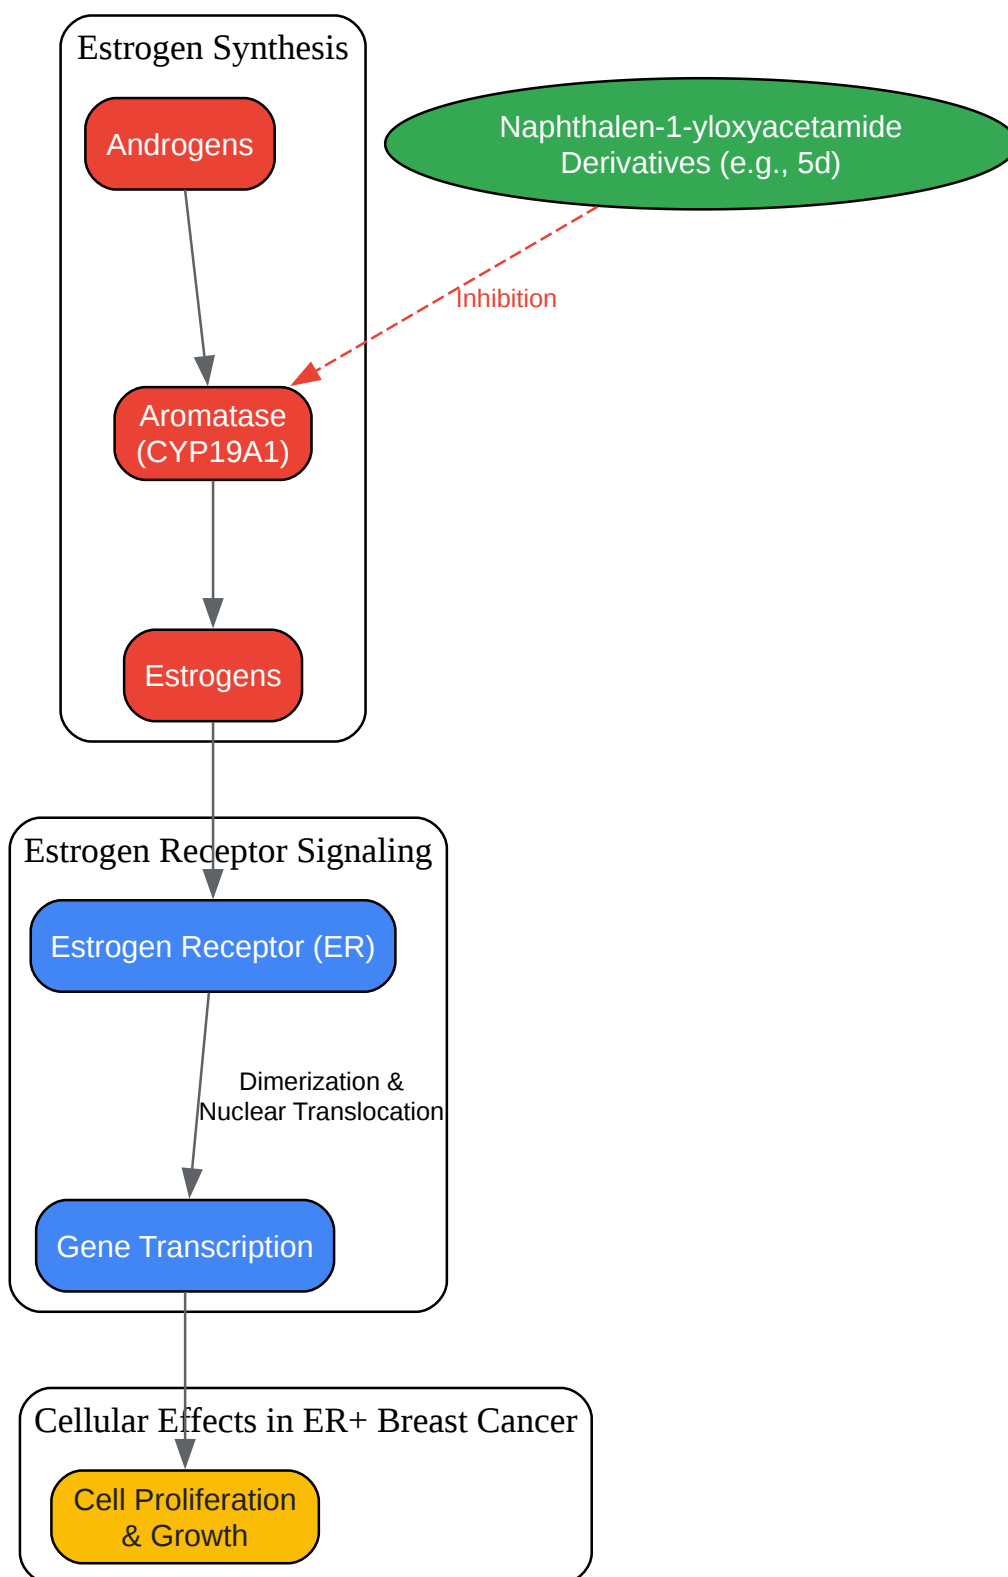 Estrogen Synthesis
Androgens
Naphthalen-1-yloxyacetamide
Derivatives (e.g., 5d)
Inhibition
Aromatase
(CYP19A1)
Estrogens
Estrogen Receptor Signaling
Estrogen Receptor (ER)
Dimerization &
Nuclear Translocation
Gene Transcription
Cellular Effects in ER+ Breast Cancer
Cell Proliferation
& Growth